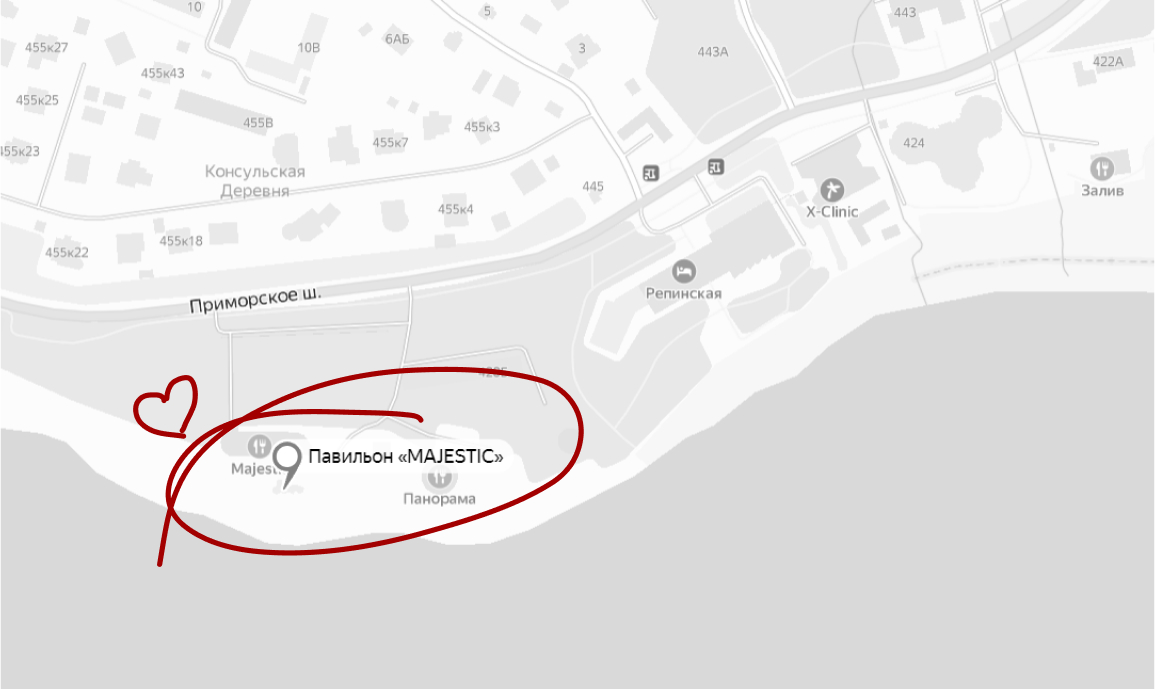 10
5
443
455к27
10В
6АБ
3
443А
422А
455к43
455к25
455В
455к3
455к7
424
455к23
Залив
Консульская
Деревня
445
X-Clinic
455к4
455к18
455к22
Репинская
Приморское ш.
Павильон «MAJESTIC»
Majest
Панорама